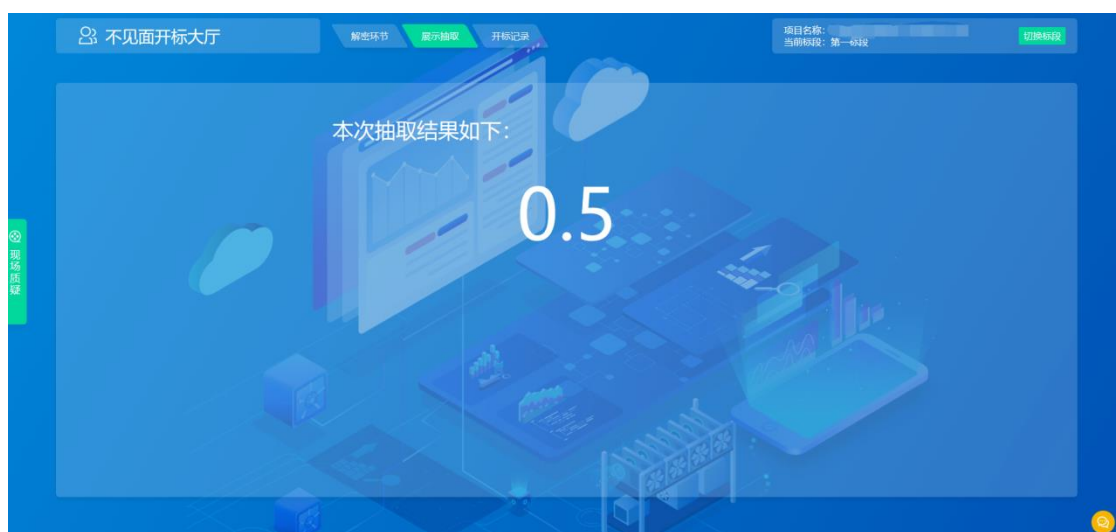 不见面开标大厅
解密环节
展示抽取
开标记录
项目名称：
当前标段：第一标段
切换标段
本次抽取结果如下：
0.5
现场质疑